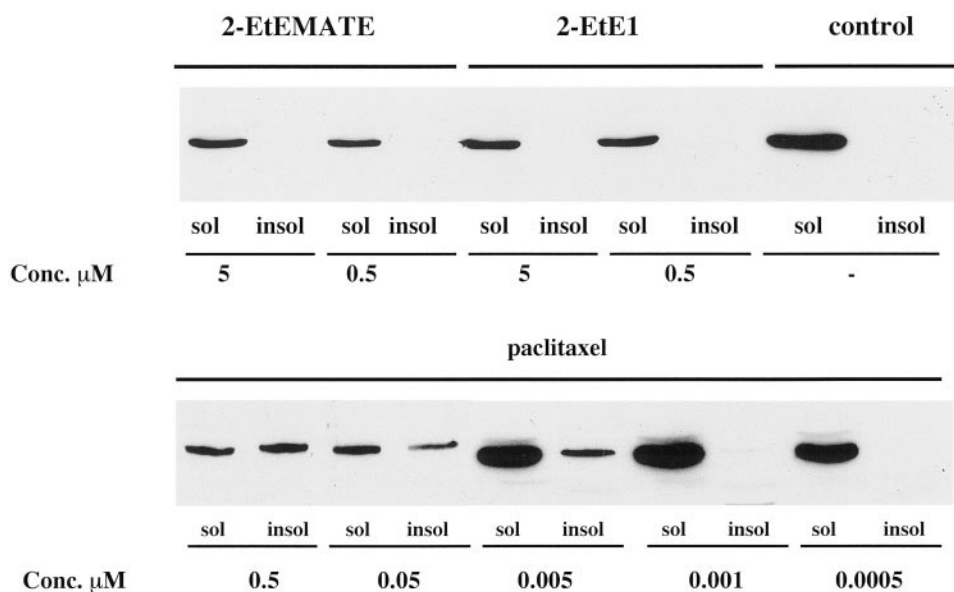 2-EtEMATE 2-EtE1 control
sol insol sol insol sol insol sol insol sol insol
Conc. μM 5 0.5 5 0.5 -
paclitaxel
sol insol sol insol sol insol sol insol sol insol
Conc. μM 0.5 0.05 0.005 0.001 0.0005